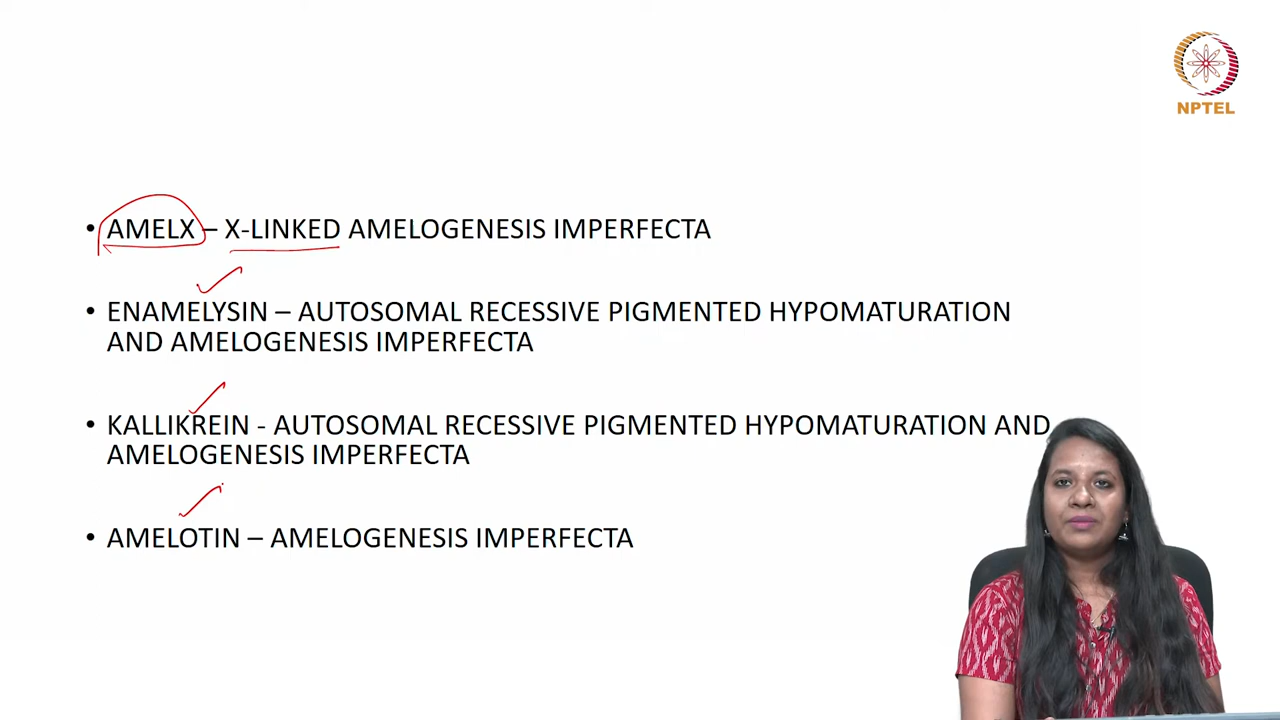 NPTEL
• AMELX – X-LINKED AMELOGENESIS IMPERFECTA
• ENAMELYSIN – AUTOSOMAL RECESSIVE PIGMENTED HYPOMATURATION
AND AMELOGENESIS IMPERFECTA
• KALLIKREIN - AUTOSOMAL RECESSIVE PIGMENTED HYPOMATURATION AND
AMELOGENESIS IMPERFECTA
• AMELOTIN – AMELOGENESIS IMPERFECTA